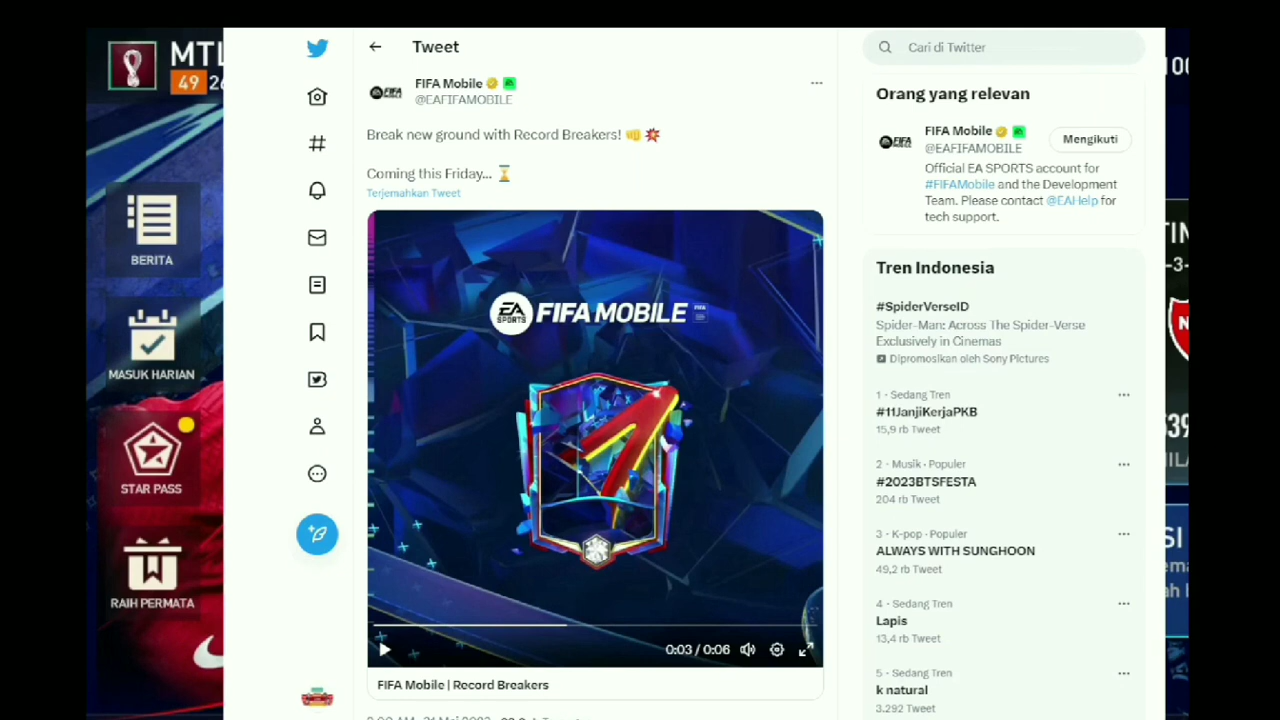 MTL
49 26
BERITA
MASUK HARIAN
STAR PASS
RAIH PERMATA
Tweet
FIFA Mobile
@EAFIFAMOBILE
Break new ground with Record Breakers! 👊 💥
Coming this Friday... ⏳
Terjemahkan Tweet
EA SPORTS FIFA MOBILE
0:03 / 0:06
FIFA Mobile | Record Breakers
Cari di Twitter
Orang yang relevan
FIFA Mobile
@EAFIFAMOBILE
Mengikuti
Official EA SPORTS account for
#FIFAMobile and the Development
Team. Please contact @EAHelp for
tech support.
Tren Indonesia
#SpiderVerseID
Spider-Man: Across The Spider-Verse
Exclusively in Cinemas
Dipromosikan oleh Sony Pictures
1 · Sedang Tren
#11JanjiKerjaPKB
15,9 rb Tweet
2 · Musik · Populer
#2023BTSFESTA
204 rb Tweet
3 · K-pop · Populer
ALWAYS WITH SUNGHOON
49,2 rb Tweet
4 · Sedang Tren
Lapis
13,4 rb Tweet
5 · Sedang Tren
k natural
3.292 Tweet